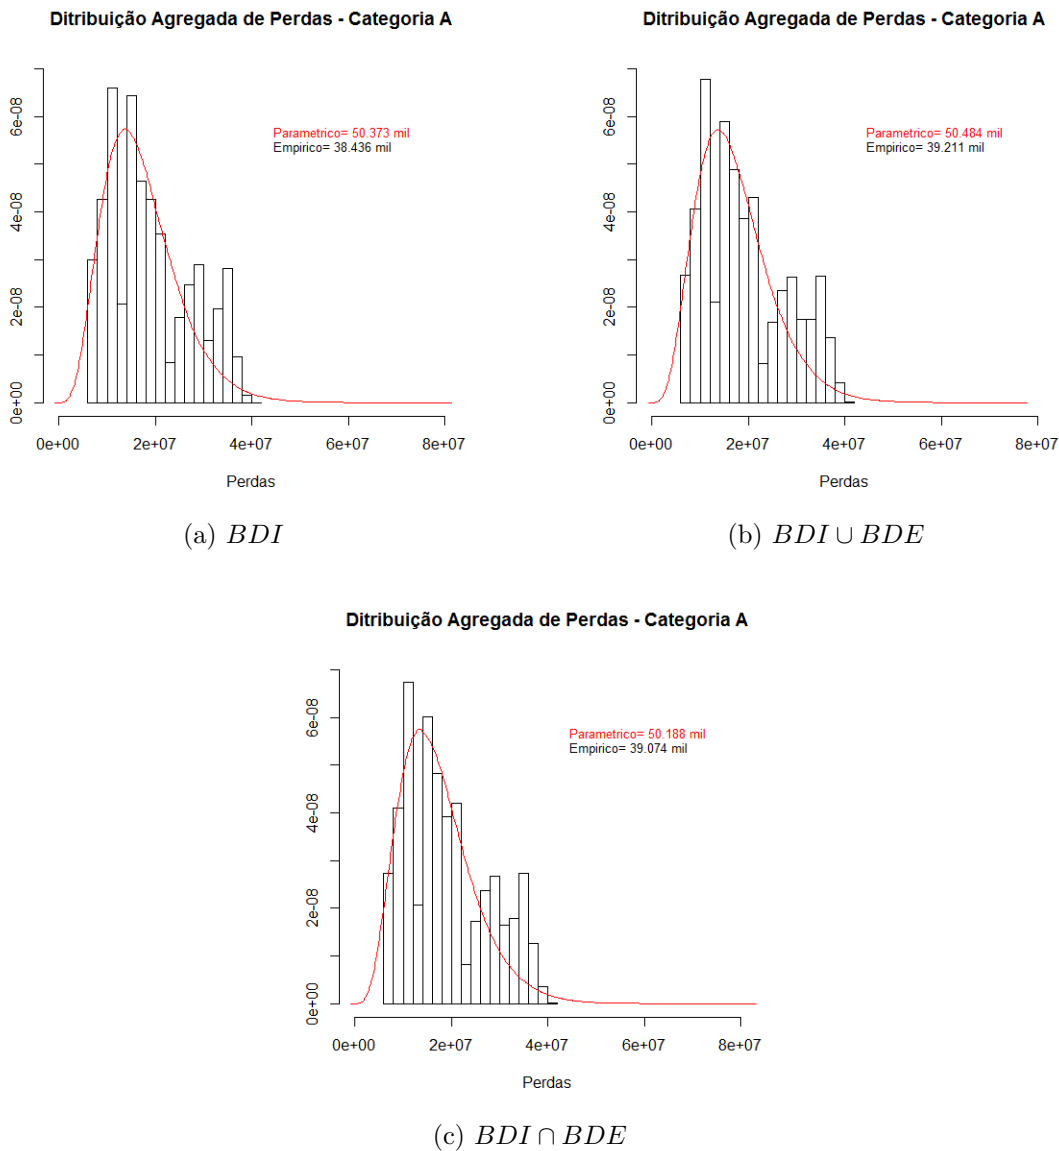 Ditribuição Agregada de Perdas - Categoria A
Parametrico= 50.373 mil
Empirico= 38.436 mil
6e-08
4e-08
2e-08
0e+00
0e+00 2e+07 4e+07 6e+07 8e+07
Perdas
(a) BDI
Ditribuição Agregada de Perdas - Categoria A
Parametrico= 50.484 mil
Empirico= 39.211 mil
6e-08
4e-08
2e-08
0e+00
0e+00 2e+07 4e+07 6e+07 8e+07
Perdas
(b) BDI ∪ BDE
Ditribuição Agregada de Perdas - Categoria A
Parametrico= 50.188 mil
Empirico= 39.074 mil
6e-08
4e-08
2e-08
0e+00
0e+00 2e+07 4e+07 6e+07 8e+07
Perdas
(c) BDI ∩ BDE